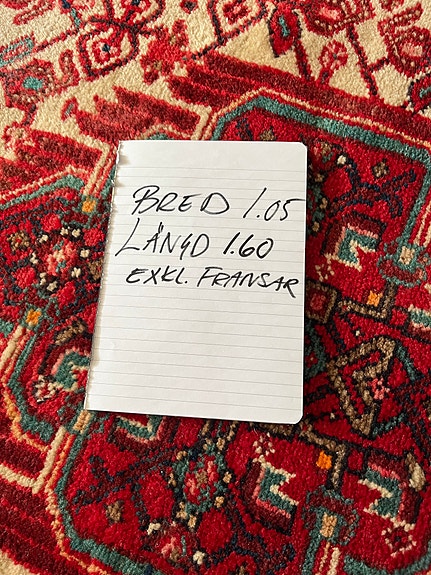 BRED 1.05
LÄNGD 1.60
EXKL. FRANSAR